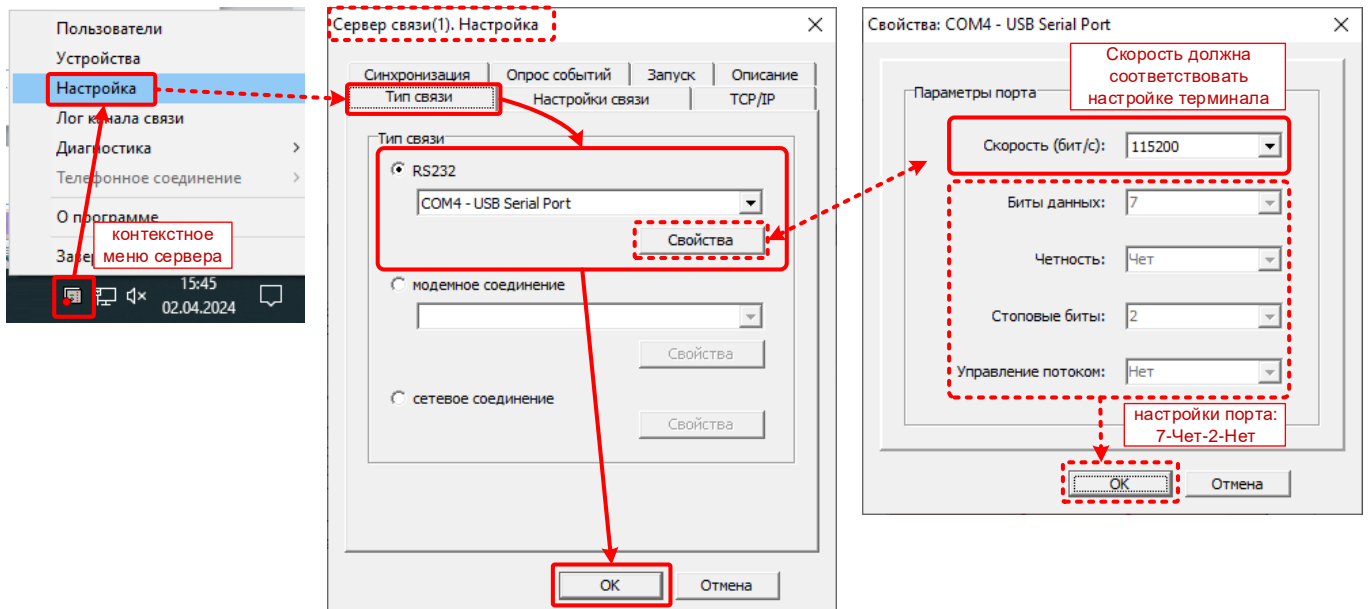 Пользователи
Устройства
Настройка
Лог канала связи
Диагностика
Телефонное соединение
О программе
контекстное
меню сервера
15:45
02.04.2024
Сервер связи(1). Настройка
Синхронизация
Опрос событий
Запуск
Описание
Тип связи
Настройки связи
TCP/IP
Тип связи
RS232
COM4 - USB Serial Port
Свойства
модемное соединение
Свойства
сетевое соединение
Свойства
OK
Отмена
Свойства: COM4 - USB Serial Port
Скорость должна
соответствовать
настройке терминала
Параметры порта
Скорость (бит/с):
115200
Биты данных:
7
Четность:
Чет
Стоповые биты:
2
Управление потоком:
Нет
настройки порта:
7-Чет-2-Нет
OK
Отмена